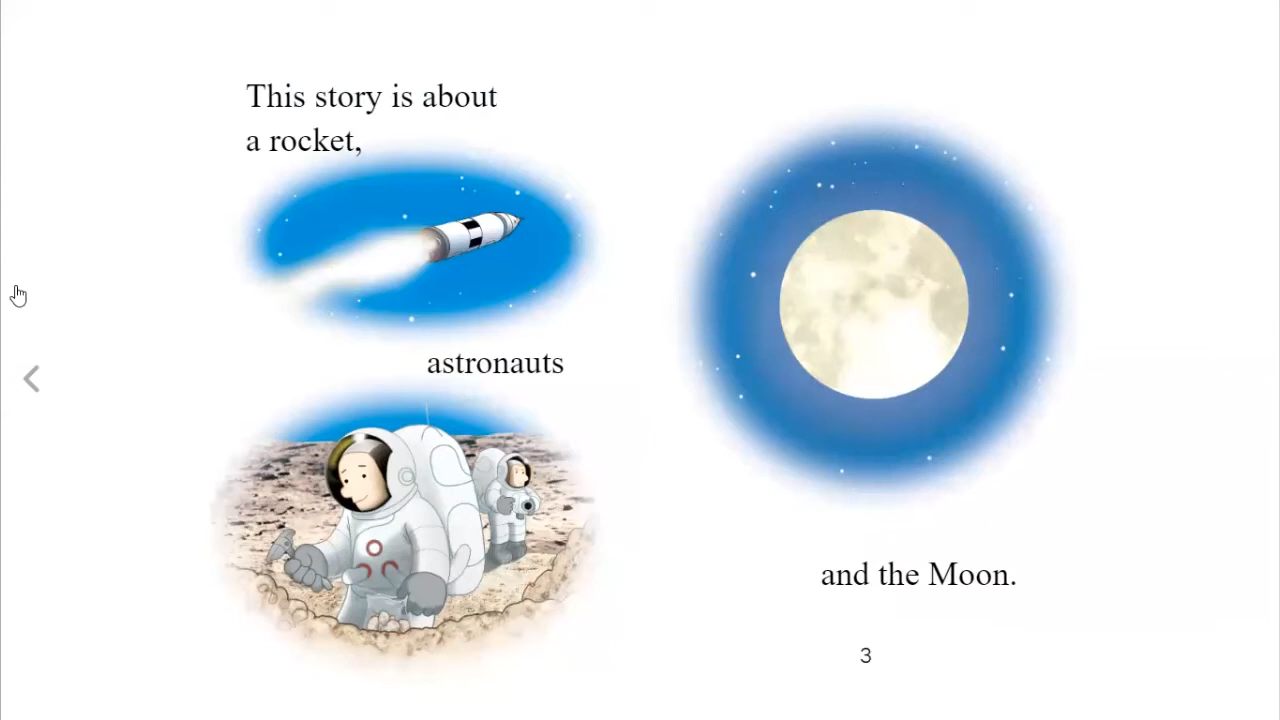 This story is about
a rocket,
astronauts
and the Moon.
3